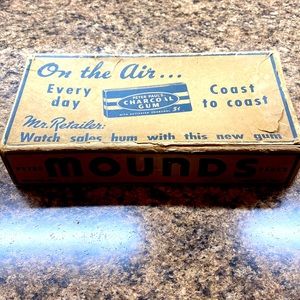 On the Air...
Every day
PETER PAUL'S
CHARCOAL
GUM
5¢
Coast to coast
Mr. Retailer:
Watch sales hum with this new gum
MOUNDS